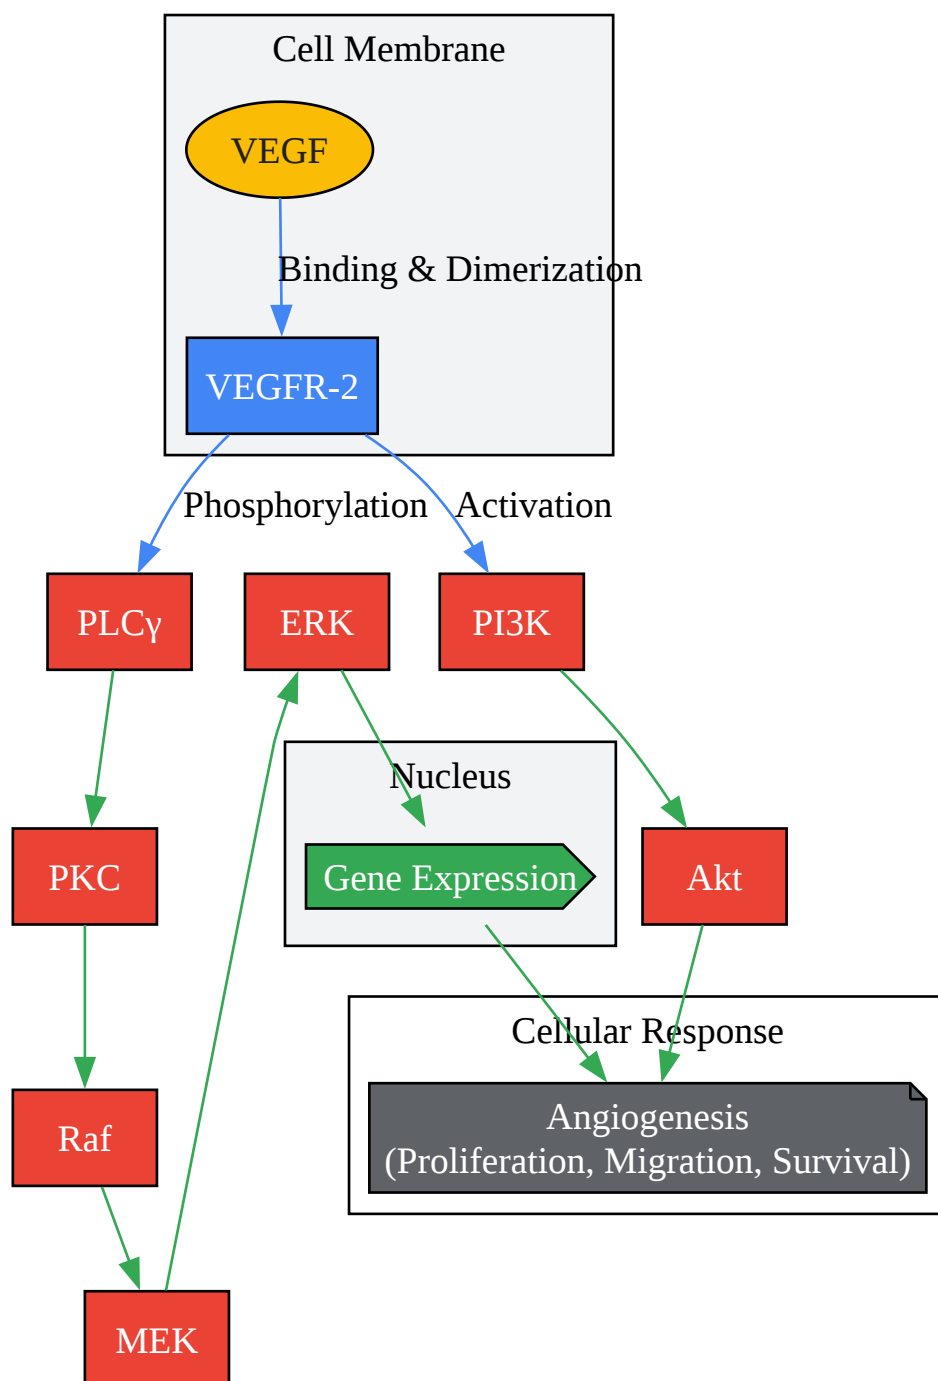 Cell Membrane
VEGF
Binding & Dimerization
VEGFR-2
Phosphorylation
Activation
PLCγ
ERK
PI3K
Nucleus
PKC
Gene Expression
Akt
Cellular Response
Raf
Angiogenesis
(Proliferation, Migration, Survival)
MEK